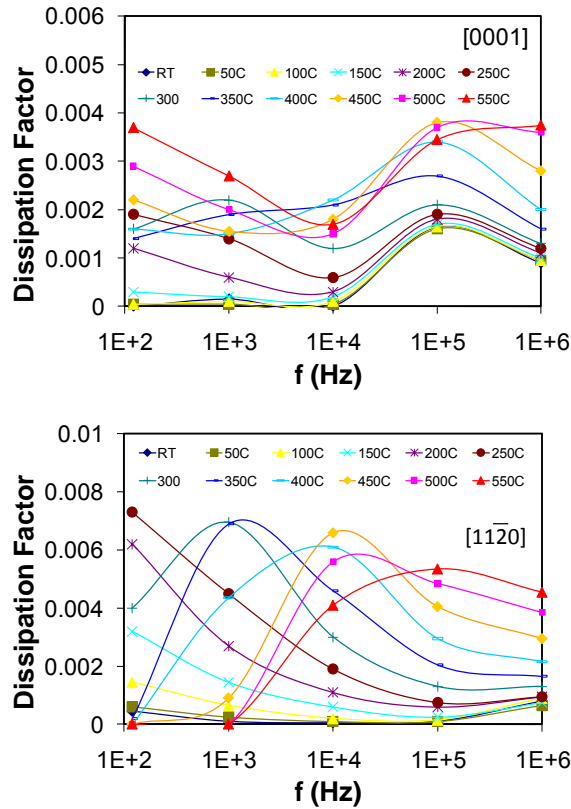 0.006
[0001]
RT 50C 100C 150C 200C 250C
0.005
300 350C 400C 450C 500C 550C
0.004
0.003
0.002
0.001
0
Dissipation Factor
1E+2 1E+3 1E+4 1E+5 1E+6
f (Hz)
0.01
RT 50C 100C 150C 200C 250C
0.008
300 350C 400C 450C 500C 550C
[112̅0]
0.006
0.004
0.002
0
Dissipation Factor
1E+2 1E+3 1E+4 1E+5 1E+6
f (Hz)